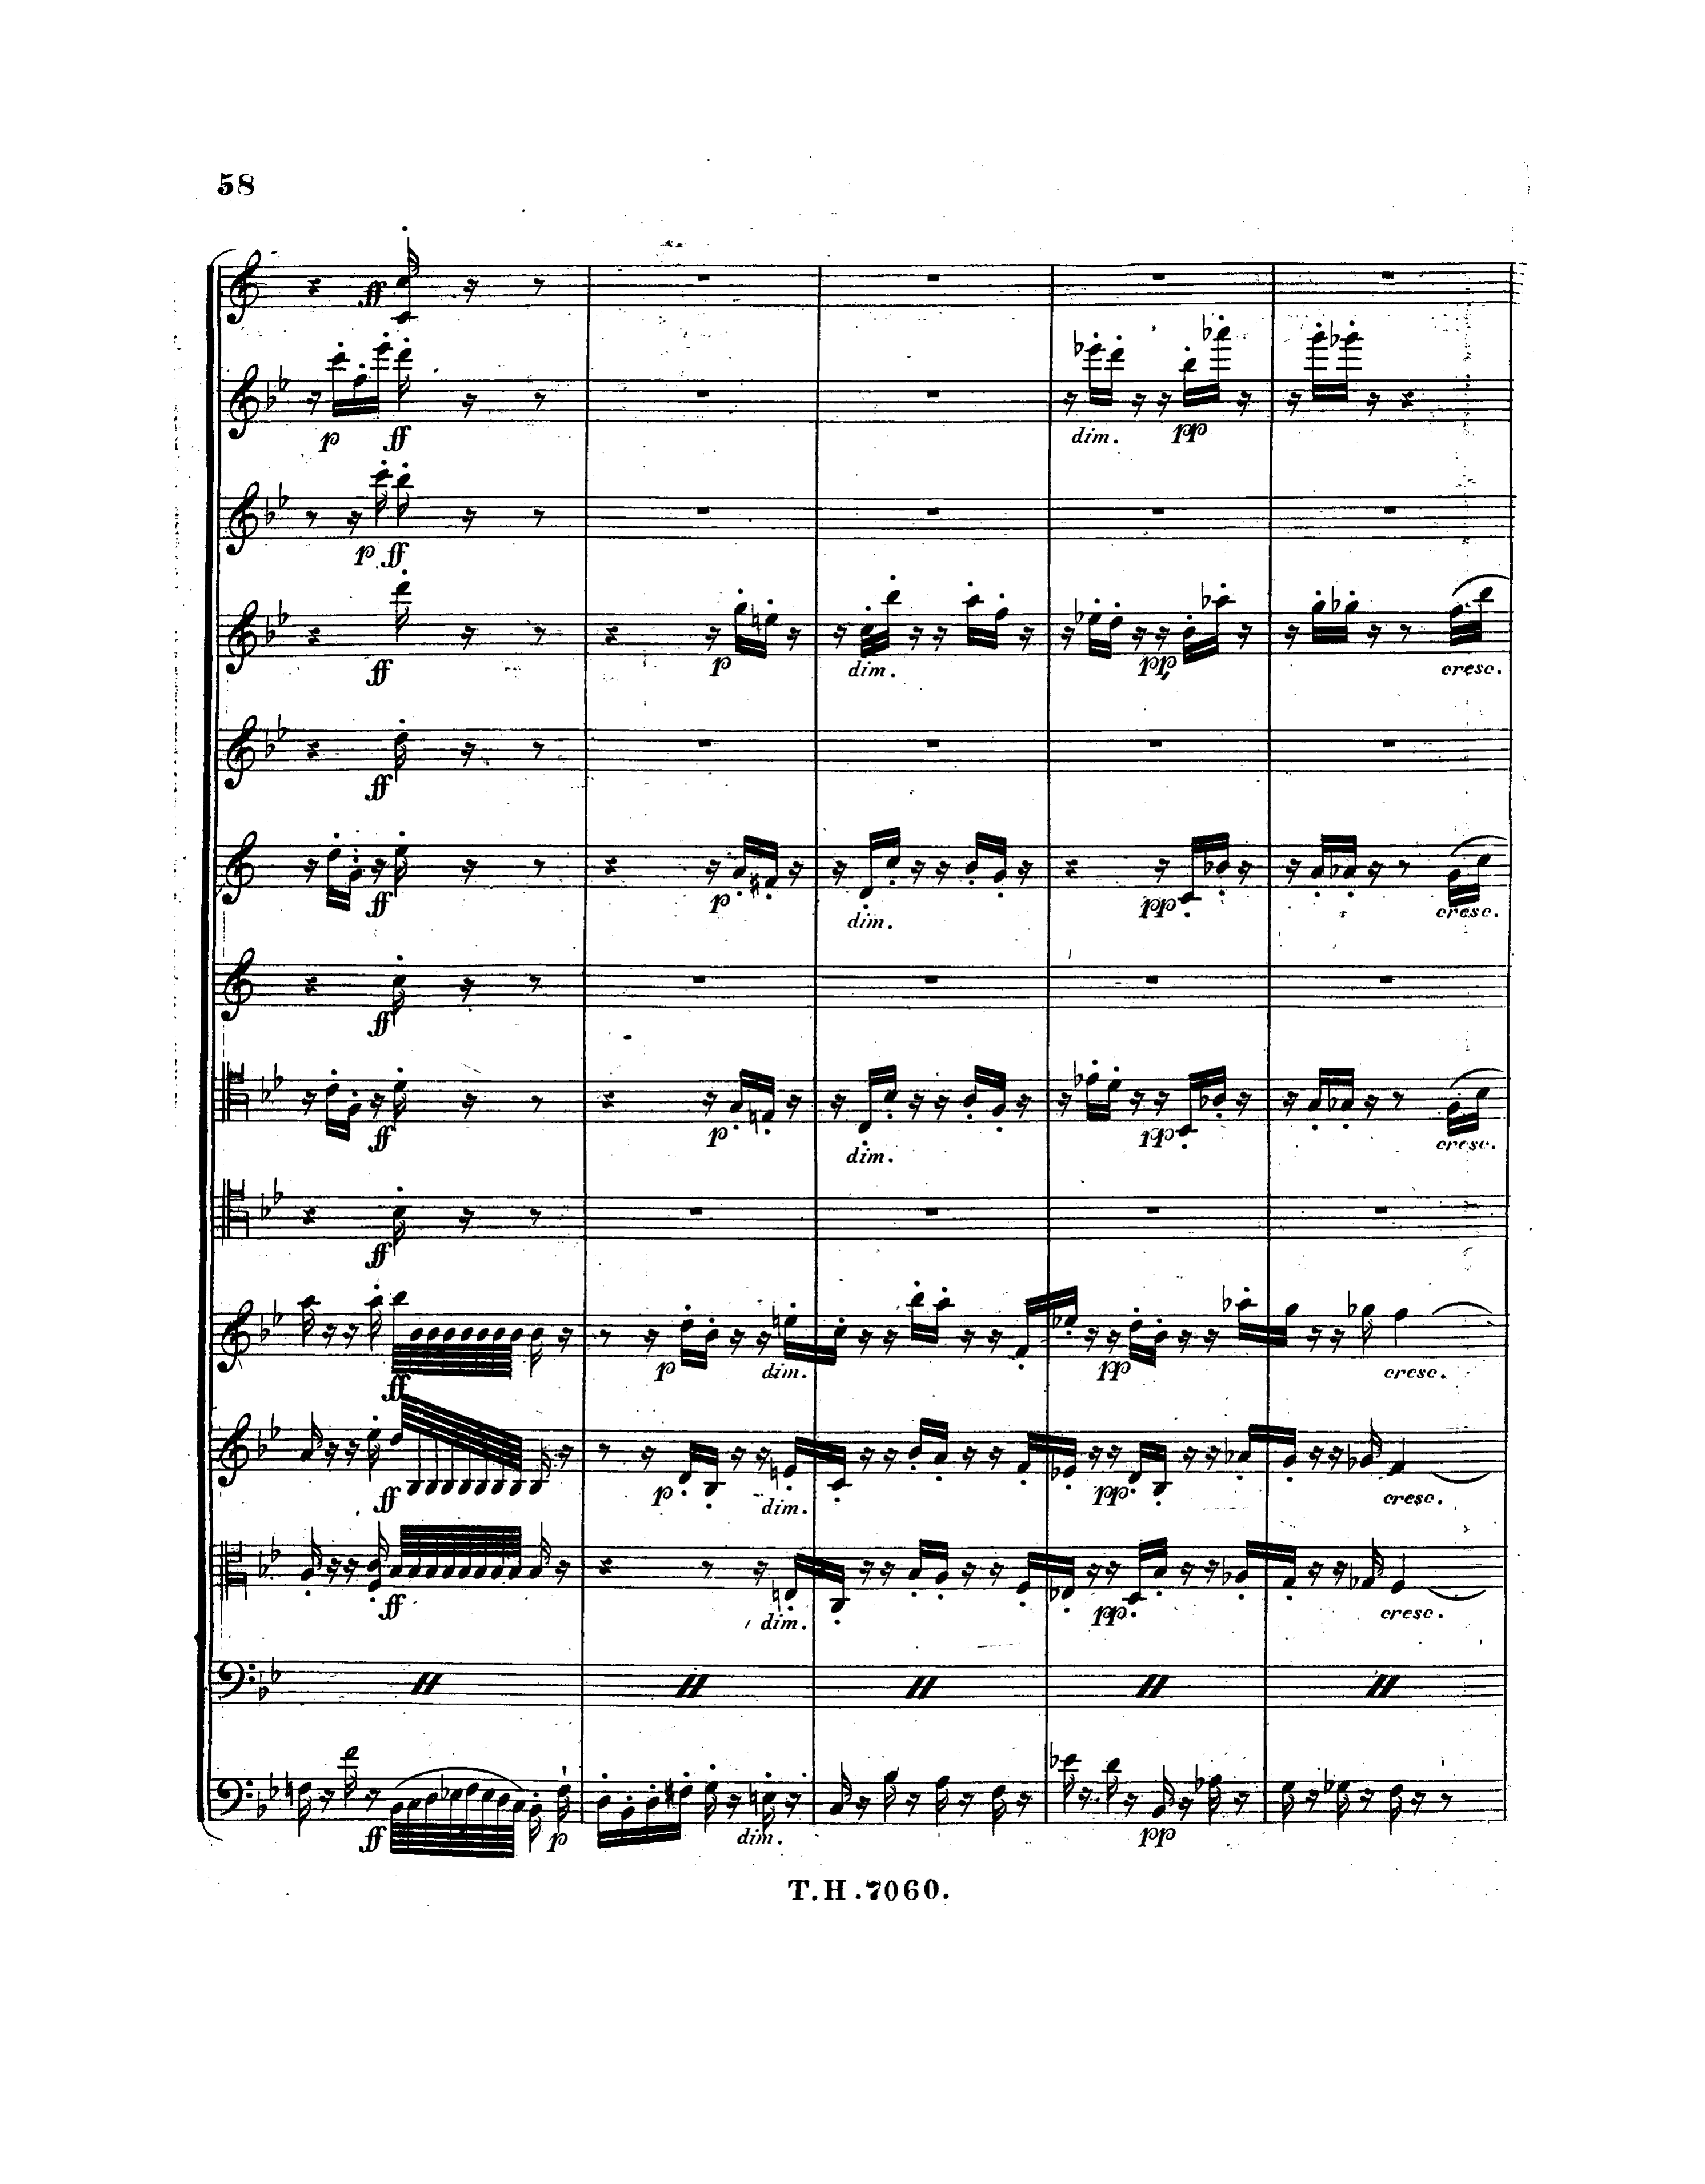 58
ff
p ff
dim. pp
p ff
ff p dim. pp cresc.
ff
ff p dim. pp cresc.
ff
ff p dim. pp cresc.
ff
ff p dim. pp cresc.
ff p dim. pp cresc.
ff dim. pp cresc.
ff p dim. pp
T.H.7060.